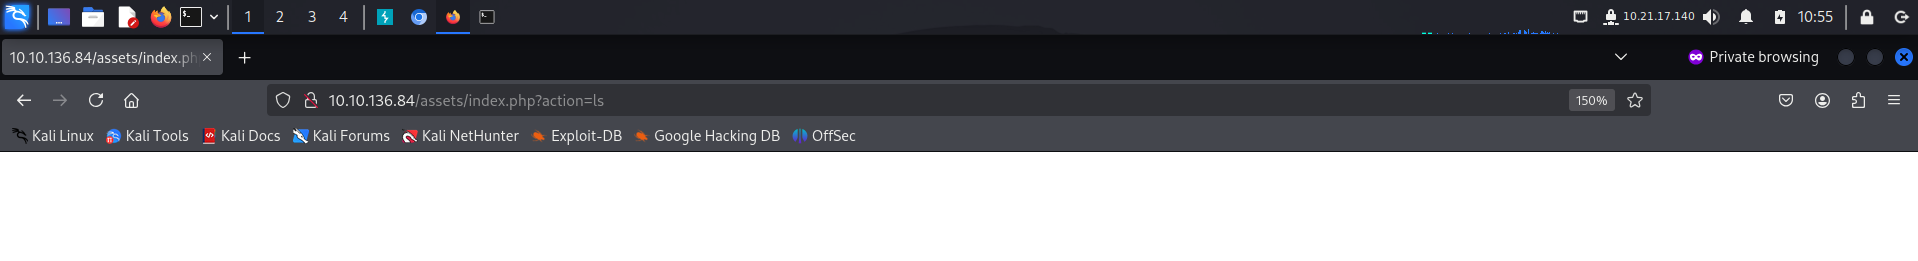 1 2 3 4 10.21.17.140 10:55
10.10.136.84/assets/index.ph Private browsing
10.10.136.84/assets/index.php?action=ls 150%
Kali Linux Kali Tools Kali Docs Kali Forums Kali NetHunter Exploit-DB Google Hacking DB OffSec